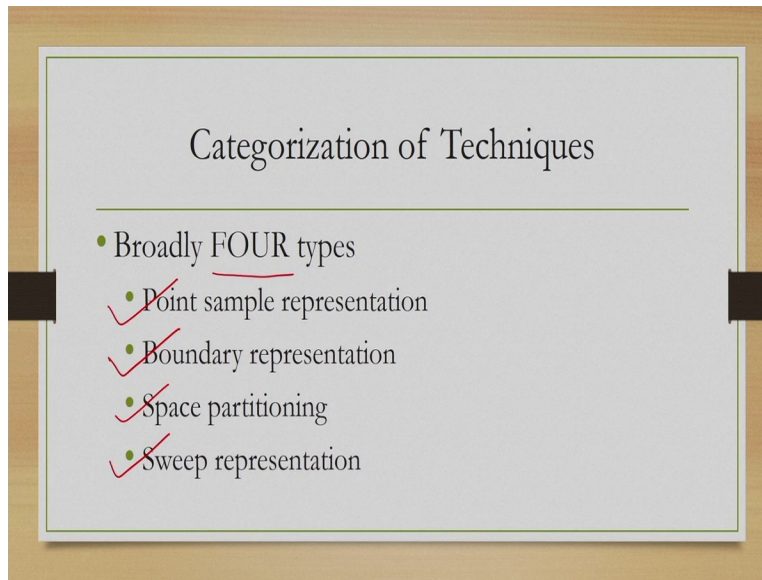 Categorization of Techniques
• Broadly FOUR types
• Point sample representation
• Boundary representation
• Space partitioning
• Sweep representation